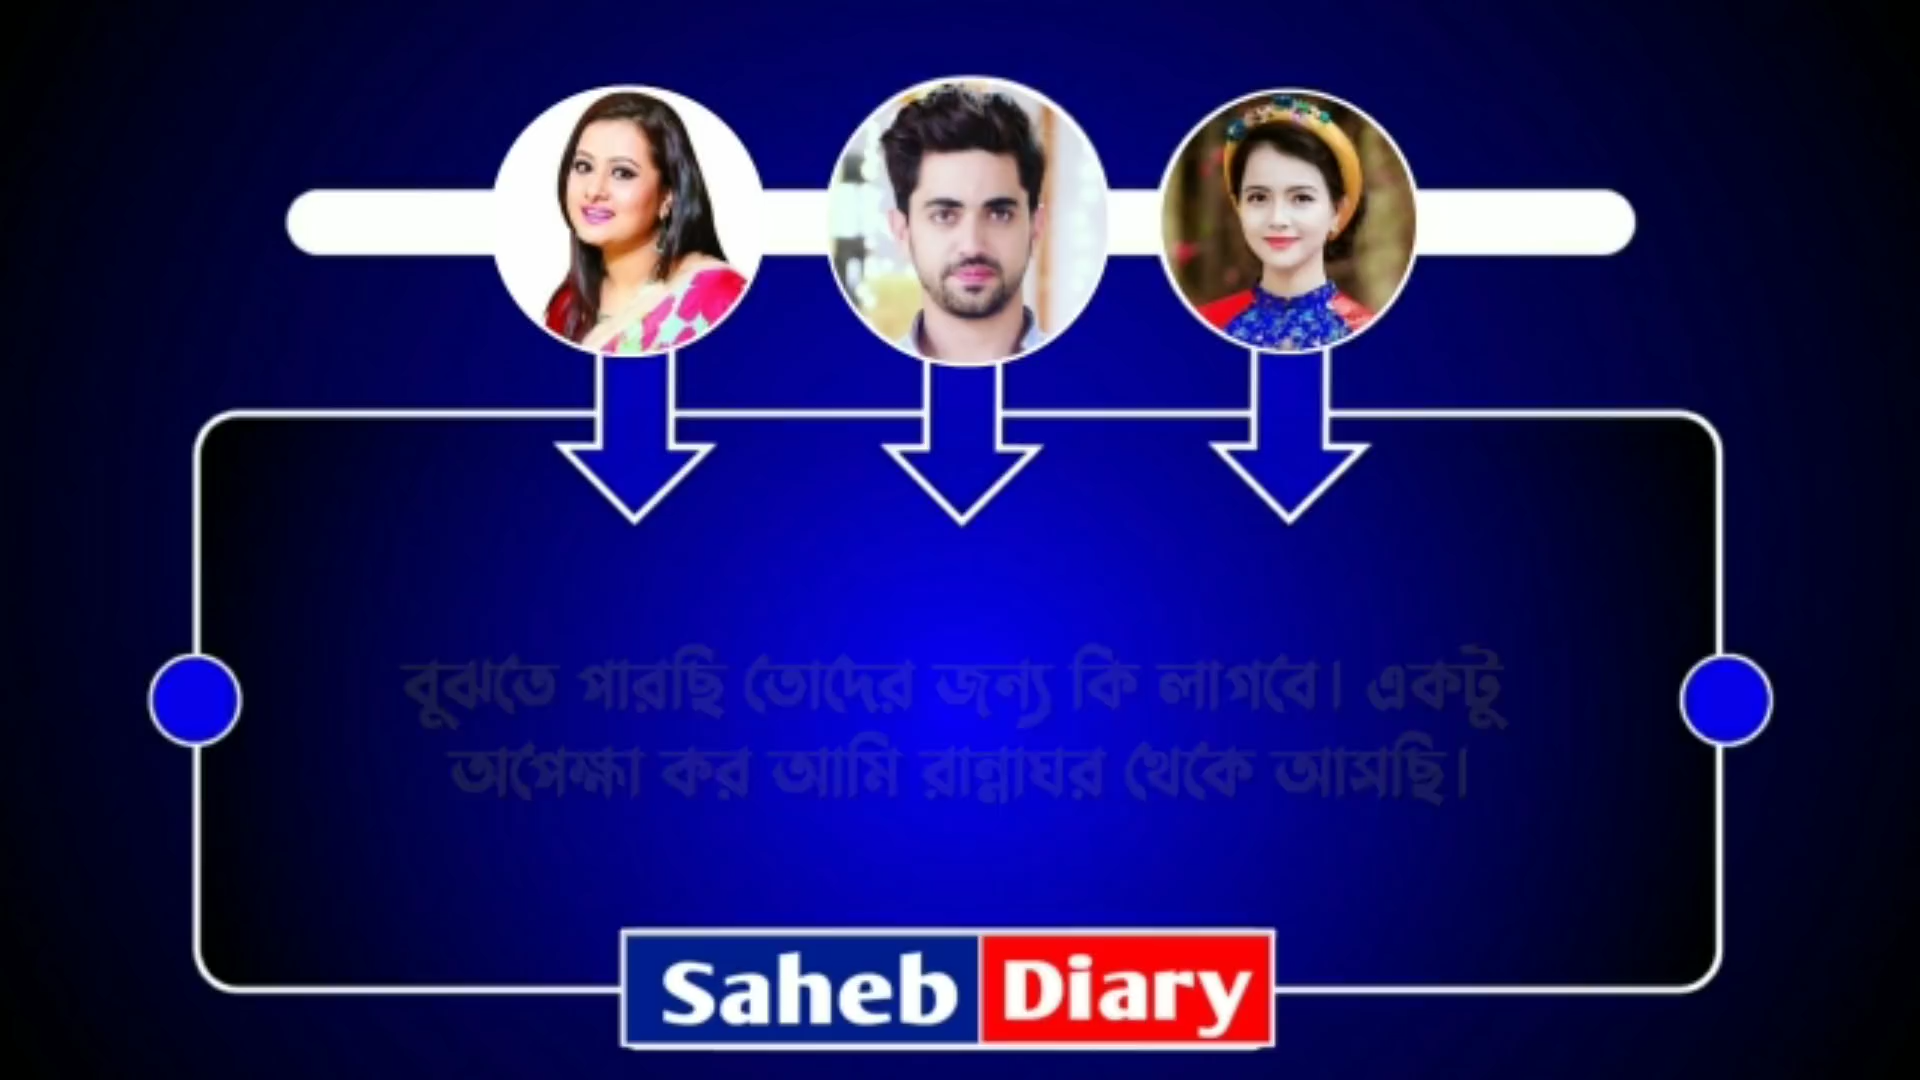 বুঝতে পারছি তোদের জন্য কি লাগবে। একটু
অপেক্ষা কর আমি রান্নাঘর থেকে আসছি।
Saheb Diary